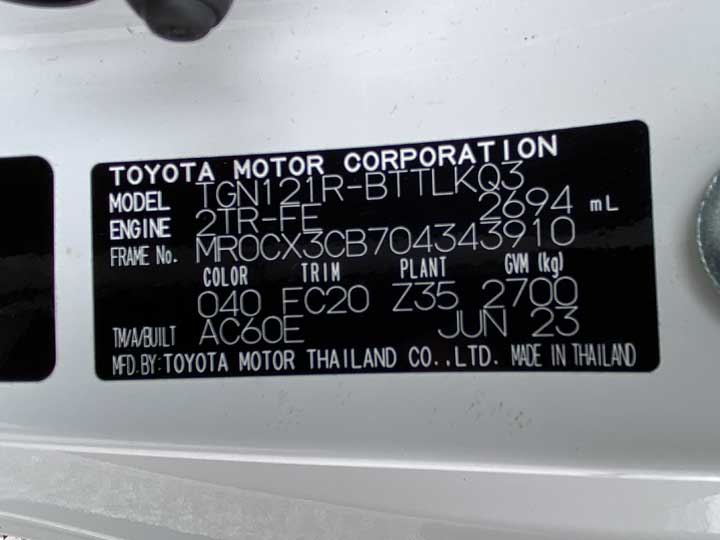 TOYOTA MOTOR CORPORATION
MODEL TGN121R-BTTLKQ3
ENGINE 2TR-FE 2694 mL
FRAME No. MR0CX3CB704343910
COLOR TRIM PLANT GVM (kg)
040 FC20 Z35 2700
TM/A/BUILT AC60E JUN 23
MFD.BY:TOYOTA MOTOR THAILAND CO.,LTD. MADE IN THAILAND